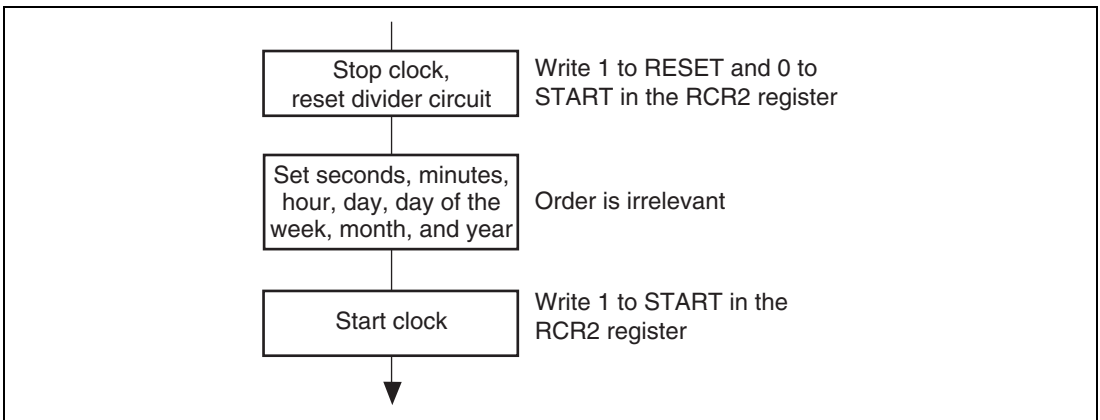 Stop clock,
reset divider circuit
Write 1 to RESET and 0 to
START in the RCR2 register
Set seconds, minutes,
hour, day, day of the
week, month, and year
Order is irrelevant
Start clock
Write 1 to START in the
RCR2 register